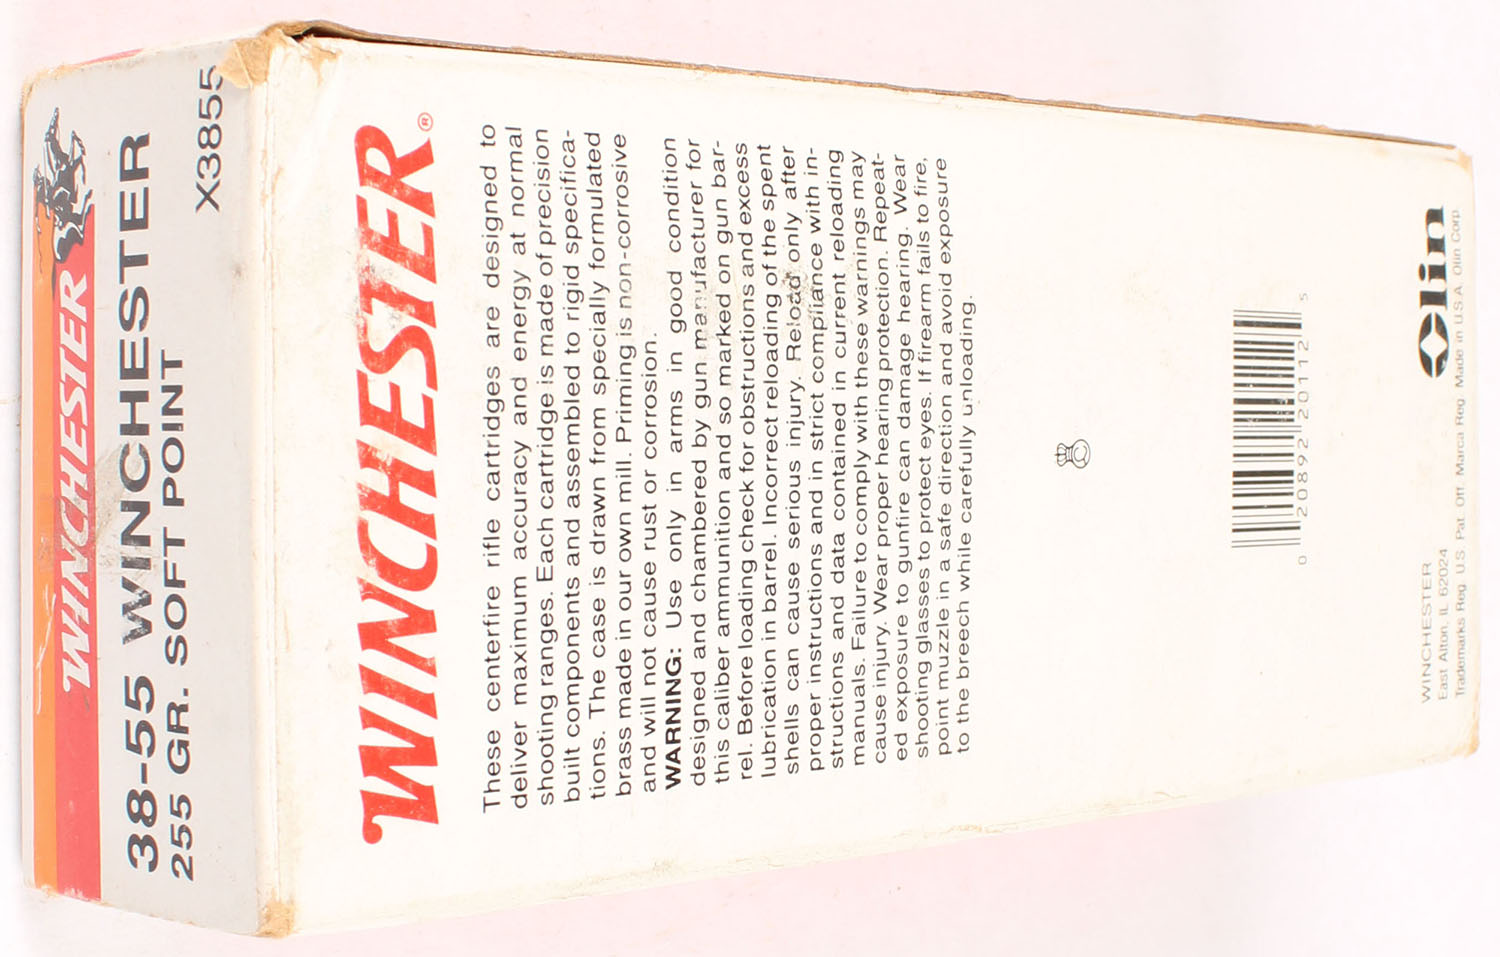 WINCHESTER
38-55 WINCHESTER
255 GR. SOFT POINT
X3855
WINCHESTER®
These centerfire rifle cartridges are designed to
deliver maximum accuracy and energy at normal
shooting ranges. Each cartridge is made of precision
built components and assembled to rigid specifica-
tions. The case is drawn from specially formulated
brass made in our own mill. Priming is non-corrosive
and will not cause rust or corrosion.
WARNING: Use only in arms in good condition
designed and chambered by gun manufacturer for
this caliber ammunition and so marked on gun bar-
rel. Before loading check for obstructions and excess
lubrication in barrel. Incorrect reloading of the spent
shells can cause serious injury. Reload only after
proper instructions and in strict compliance with in-
structions and data contained in current reloading
manuals. Failure to comply with these warnings may
cause injury. Wear proper hearing protection. Repeat-
ed exposure to gunfire can damage hearing. Wear
shooting glasses to protect eyes. If firearm fails to fire,
point muzzle in a safe direction and avoid exposure
to the breech while carefully unloading.
C
0 20892 20112 5
Olin
WINCHESTER
East Alton, IL 62024
Trademarks Reg U.S. Pat. Off Marca Reg Made in U.S.A. Olin Corp.